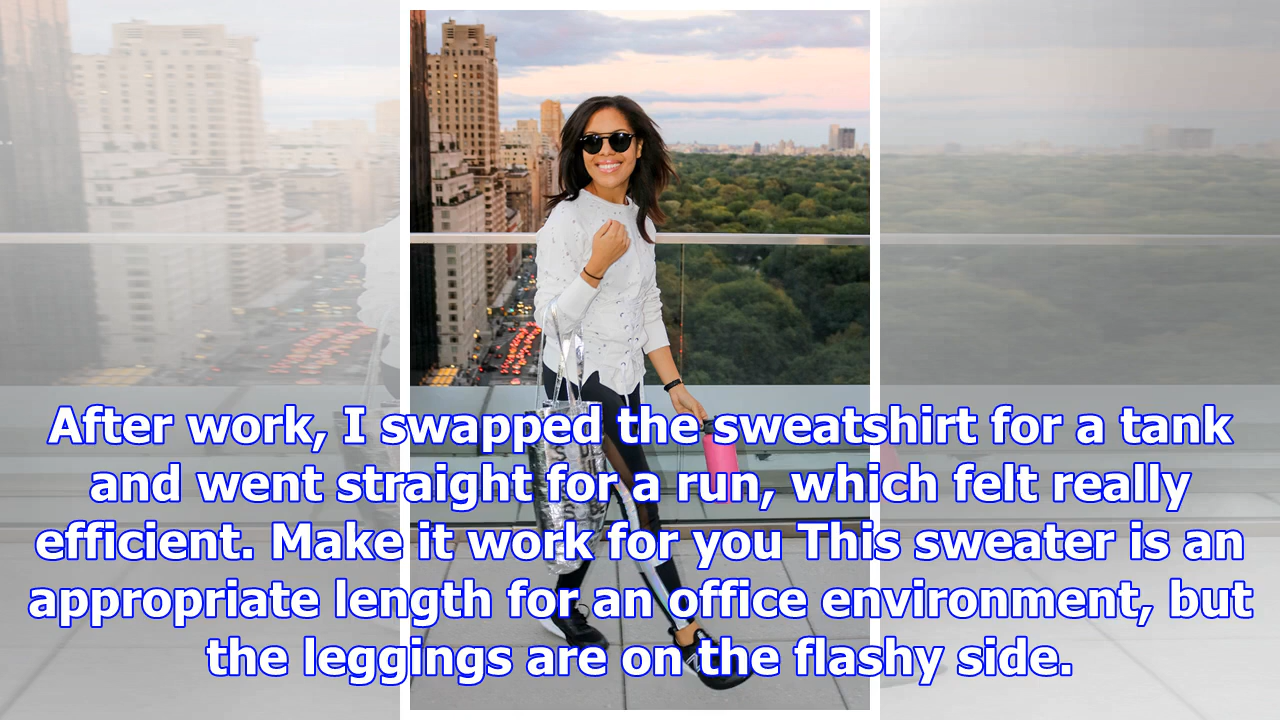 After work, I swapped the sweatshirt for a tank
and went straight for a run, which felt really
efficient. Make it work for you This sweater is an
appropriate length for an office environment, but
the leggings are on the flashy side.